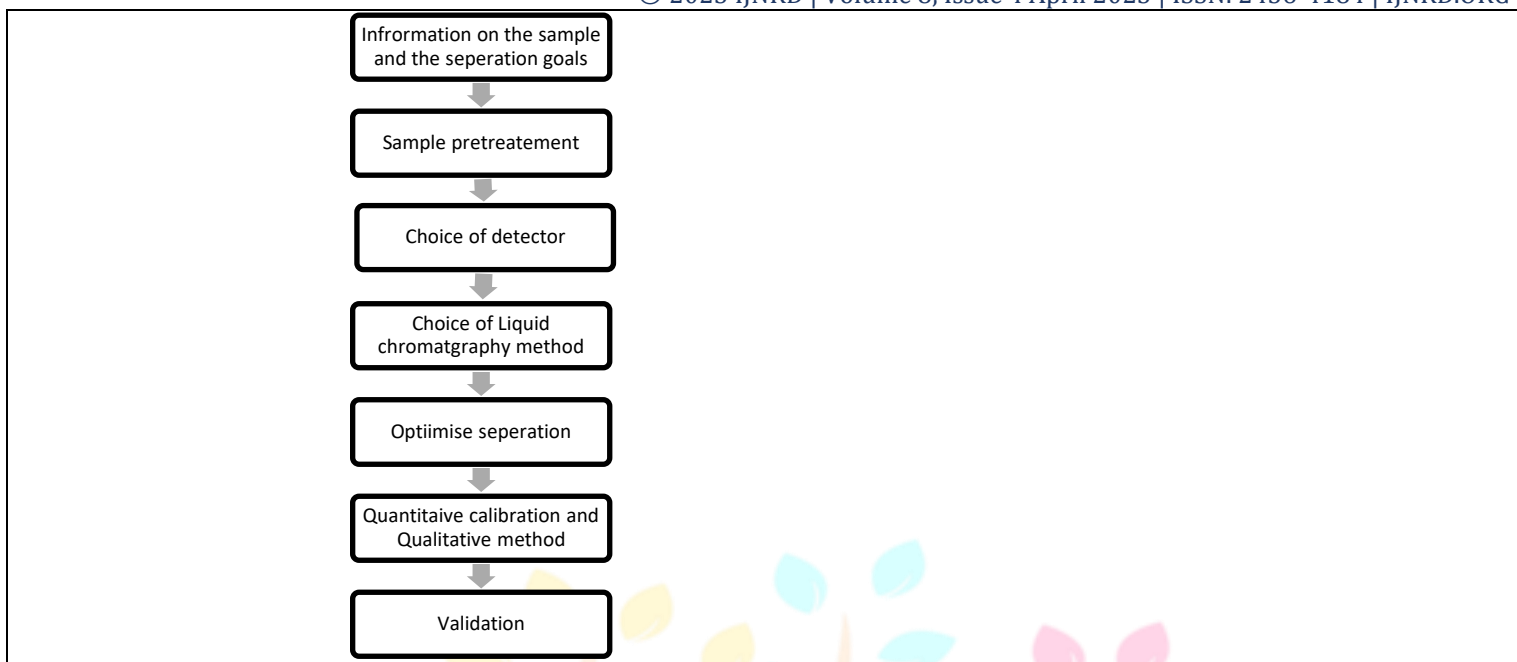 Infrormation on the sample
and the seperation goals
Sample pretreatement
Choice of detector
Choice of Liquid
chromatgraphy method
Optiimise seperation
Quantitaive calibration and
Qualitative method
Validation